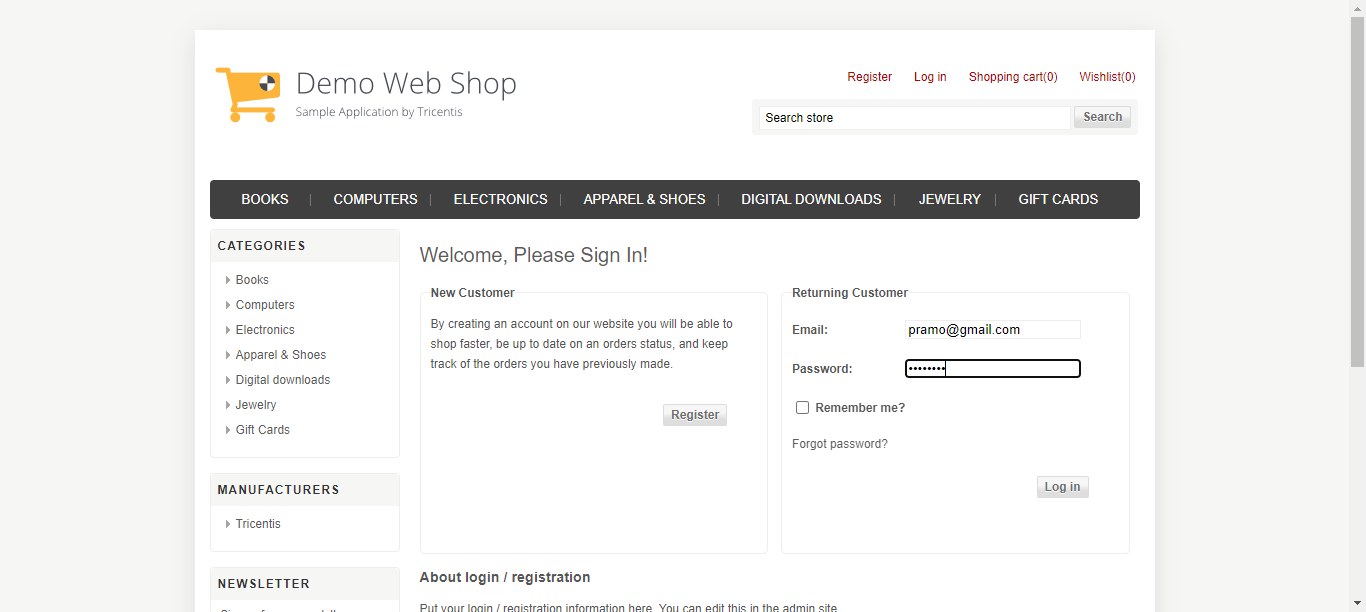 Demo Web Shop
Sample Application by Tricentis
Register Log in Shopping cart(0) Wishlist(0)
Search store Search
BOOKS COMPUTERS ELECTRONICS APPAREL & SHOES DIGITAL DOWNLOADS JEWELRY GIFT CARDS
CATEGORIES
Books
Computers
Electronics
Apparel & Shoes
Digital downloads
Jewelry
Gift Cards
MANUFACTURERS
Tricentis
NEWSLETTER
Welcome, Please Sign In!
New Customer
By creating an account on our website you will be able to
shop faster, be up to date on an orders status, and keep
track of the orders you have previously made.
Register
Returning Customer
Email: pramo@gmail.com
Password: ••••••••
Remember me?
Forgot password?
Log in
About login / registration
Put your login / registration information here. You can edit this in the admin site.